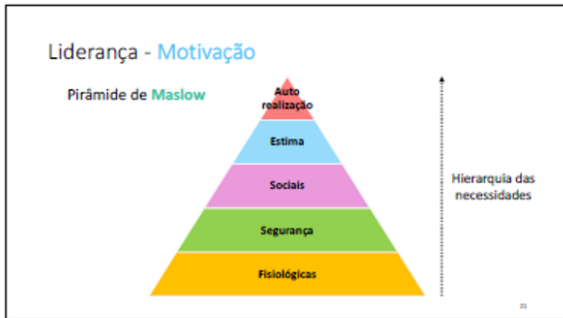 Liderança - Motivação
Pirâmide de Maslow
Auto
realização
Estima
Sociais
Segurança
Fisiológicas
Hierarquia das
necessidades